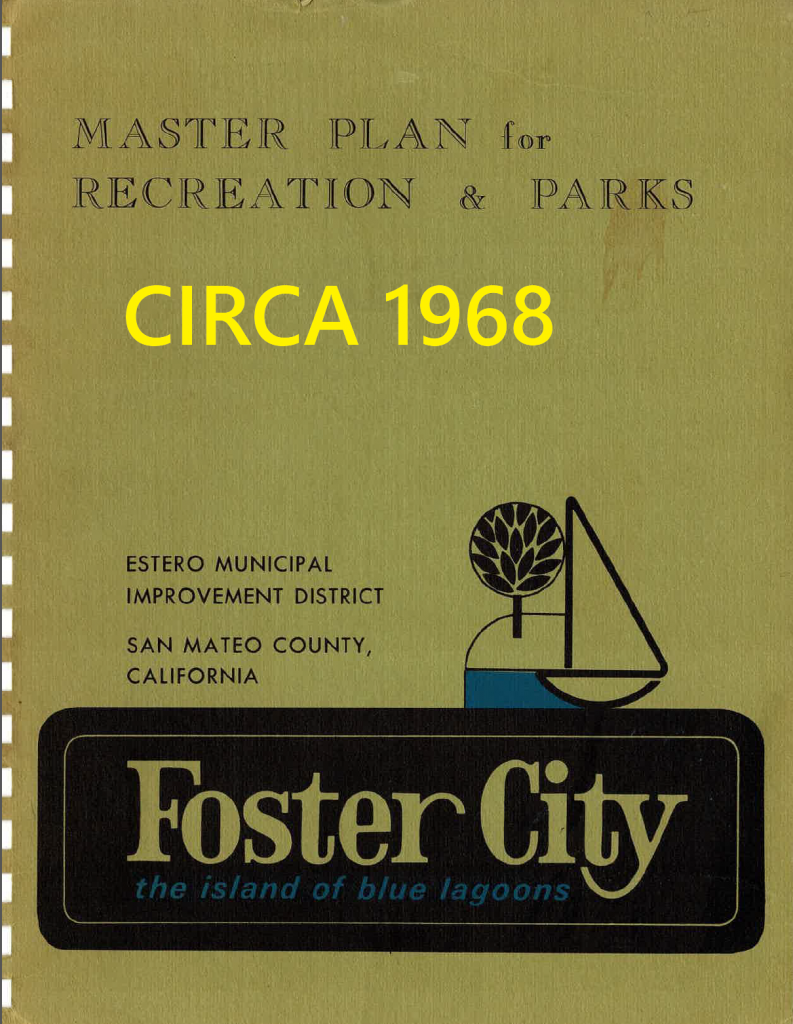 MASTER PLAN for
RECREATION & PARKS
CIRCA 1968
ESTERO MUNICIPAL
IMPROVEMENT DISTRICT
SAN MATEO COUNTY,
CALIFORNIA
Foster City
the island of blue lagoons